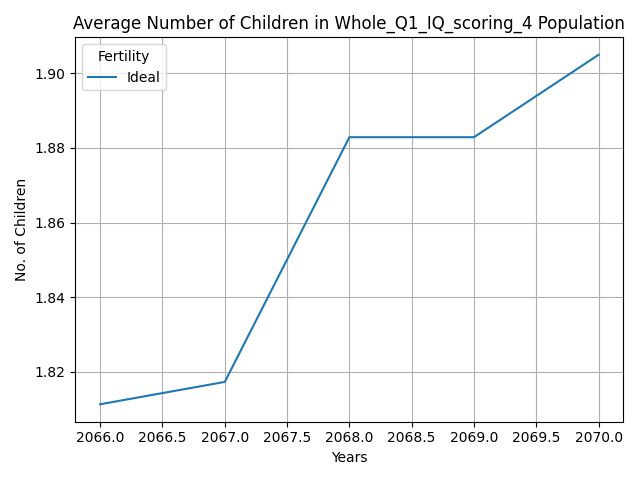 Average Number of Children in Whole_Q1_IQ_scoring_4 Population
Fertility
Ideal
1.90
1.88
1.86
1.84
1.82
No. of Children
2066.0 2066.5 2067.0 2067.5 2068.0 2068.5 2069.0 2069.5 2070.0
Years